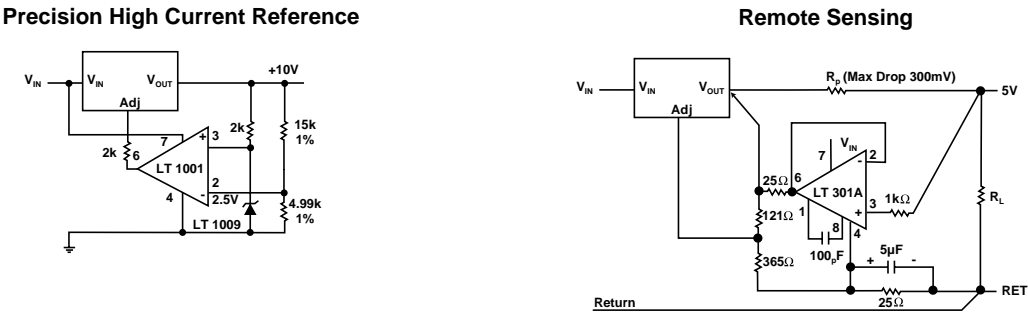 Precision High Current Reference
V_IN
V_IN
V_OUT
Adj
+10V
2k
15k
1%
2k
6
7
3
+
LT 1001
2
-
4
2.5V
LT 1009
4.99k
1%
Remote Sensing
V_IN
V_IN
V_OUT
Adj
R_p (Max Drop 300mV)
5V
V_IN
7
2
-
25Ω
6
LT 301A
3
+
1kΩ
R_L
121Ω
1
8
4
100pF
5µF
+
-
365Ω
25Ω
RET
Return